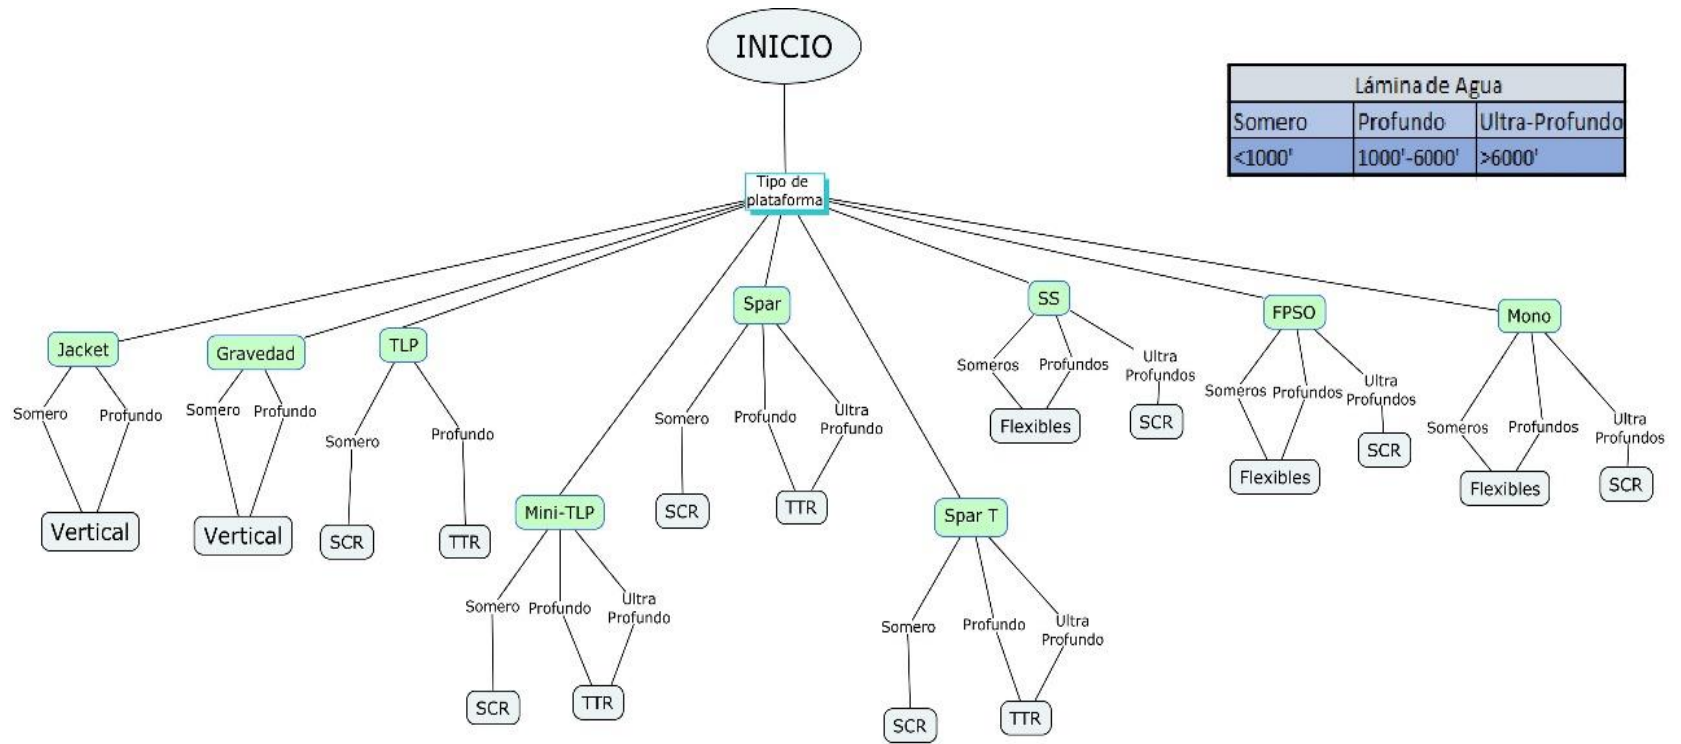 INICIO
Lámina de Agua
Somero Profundo Ultra-Profundo
<1000' 1000'-6000' >6000'
Tipo de
plataforma
Jacket
Somero Profundo
Vertical
Gravedad
Somero Profundo
Vertical
TLP
Somero Profundo
SCR TTR
Mini-TLP
Somero Profundo Ultra
Profundo
SCR TTR
Spar
Somero Profundo Ultra
Profundo
SCR TTR
Spar T
Somero Profundo Ultra
Profundo
SCR TTR
SS
Someros Profundos Ultra
Profundos
Flexibles SCR
FPSO
Someros Profundos Ultra
Profundos
Flexibles SCR
Mono
Someros Profundos Ultra
Profundos
Flexibles SCR